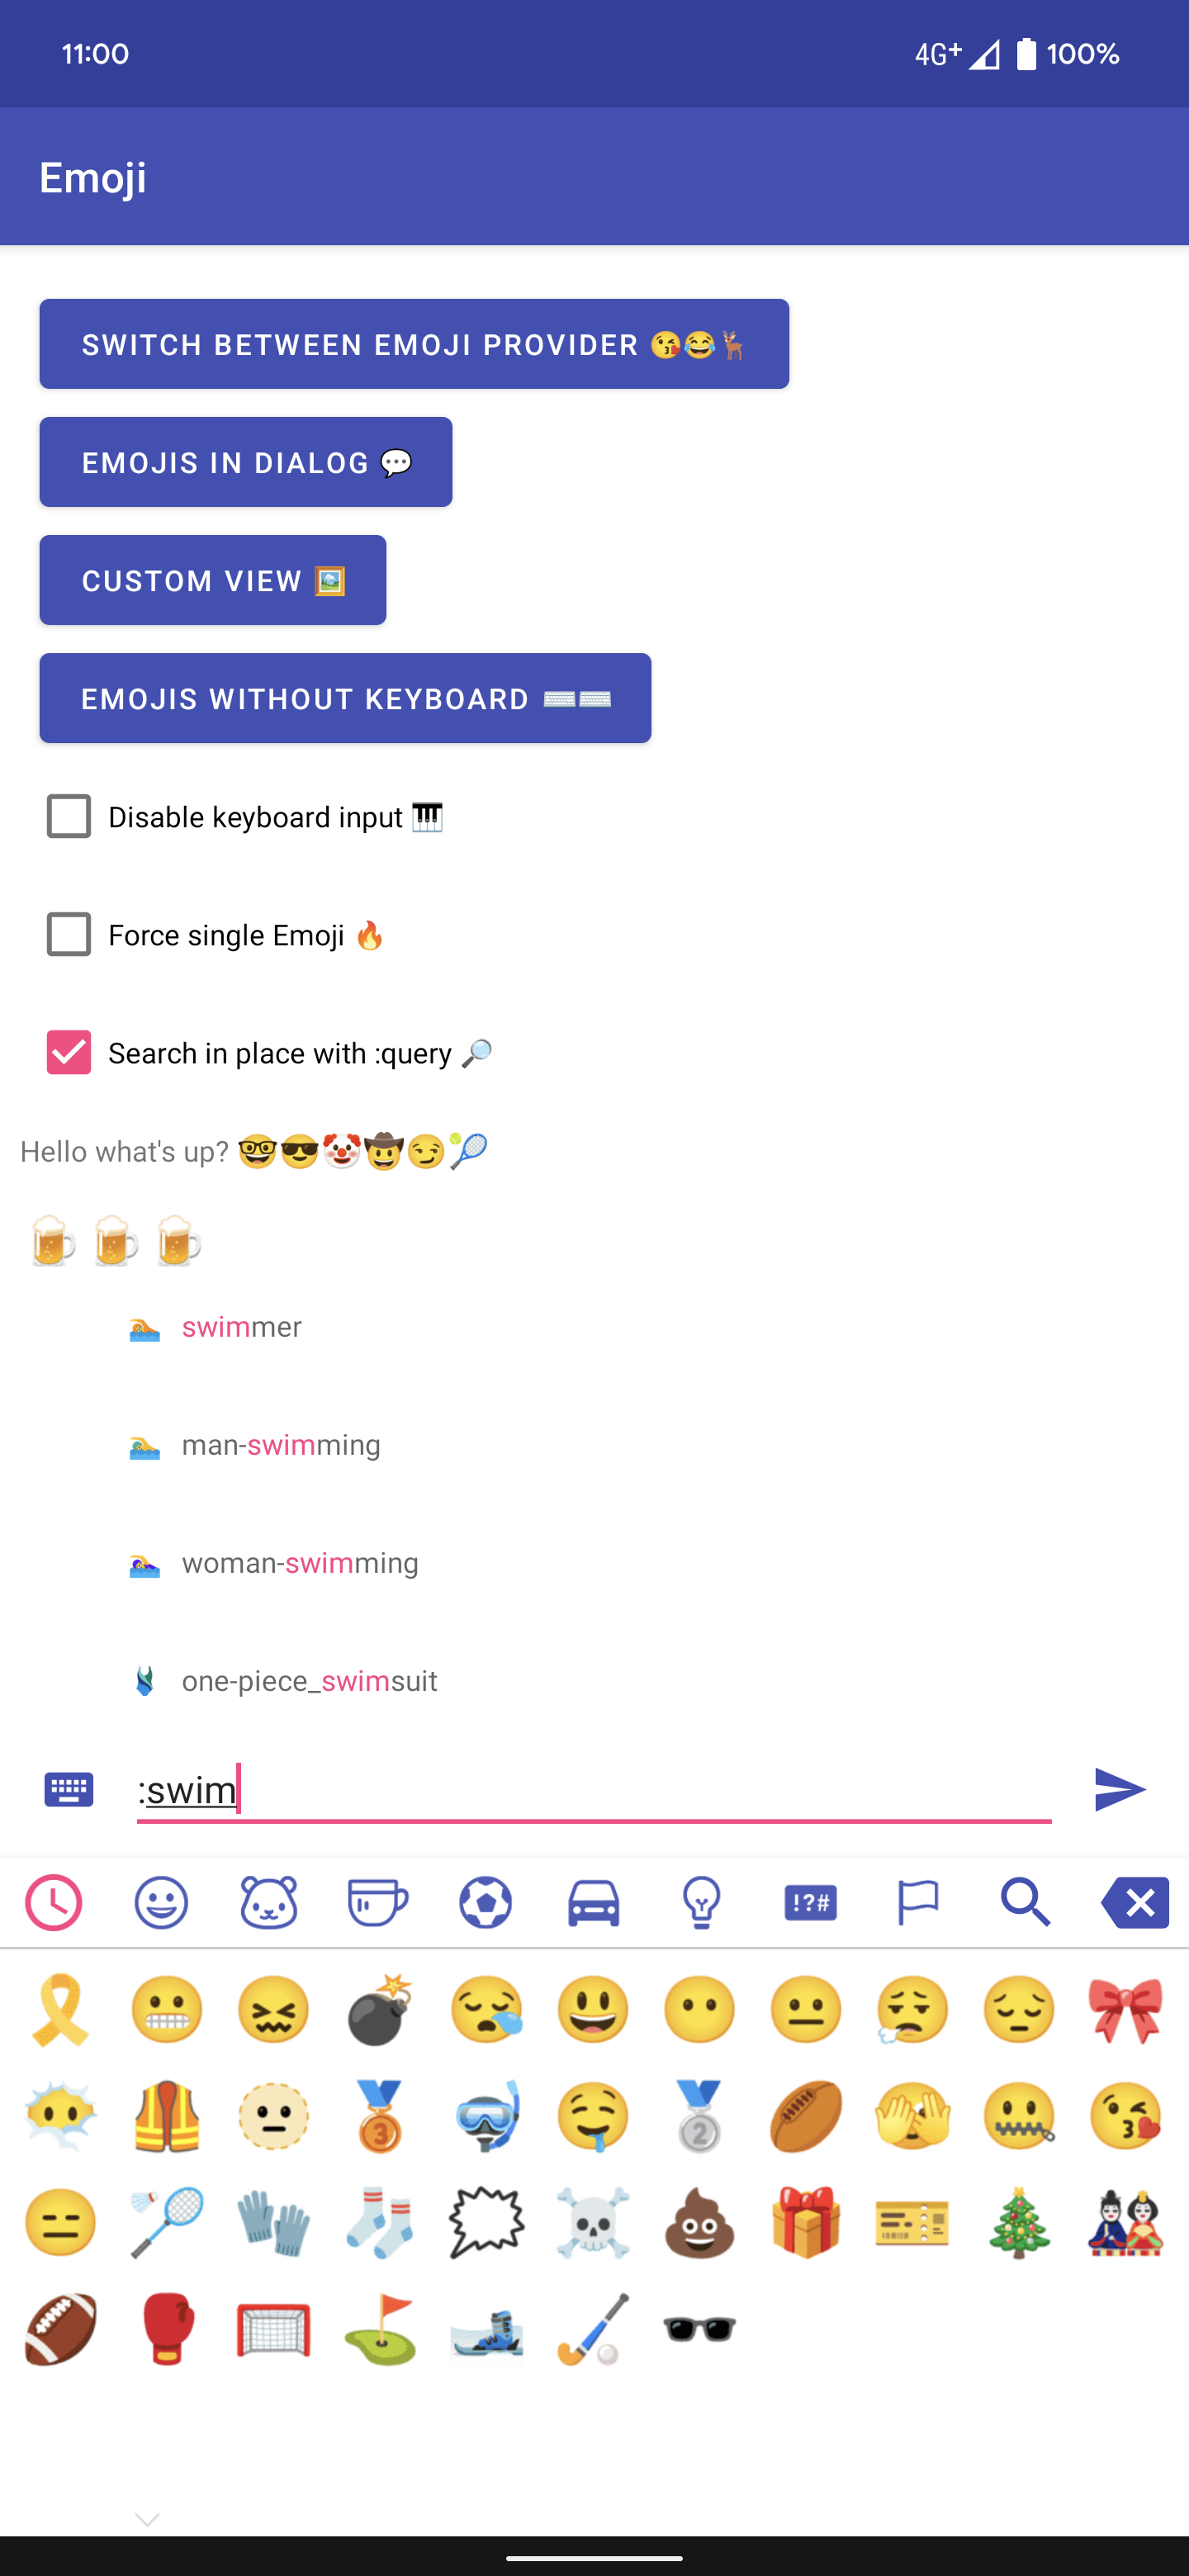 11:00 4G+ 100%
Emoji
SWITCH BETWEEN EMOJI PROVIDER 😘😂🦌
EMOJIS IN DIALOG 💬
CUSTOM VIEW 🖼️
EMOJIS WITHOUT KEYBOARD ⌨️⌨️
Disable keyboard input 🎹
Force single Emoji 🔥
Search in place with :query 🔎
Hello what's up? 🤓😎🤡🤠😏🎾
🍺🍺🍺
swimmer
man-swimming
woman-swimming
one-piece_swimsuit
:swim
!?#
3
2